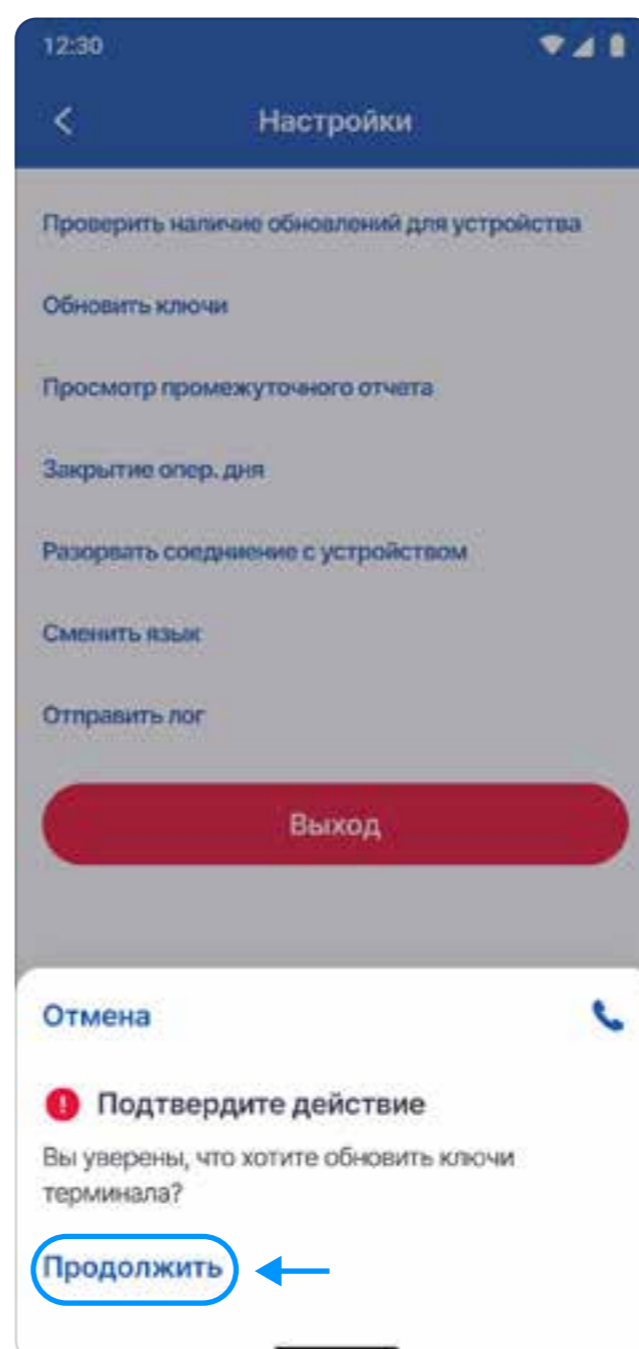 12:30
Настройки
Проверить наличие обновлений для устройства
Обновить ключи
Просмотр промежуточного отчета
Закрытие опер. дня
Разорвать соедниение с устройством
Сменить язык
Отправить лог
Выход
Отмена
Подтвердите действие
Вы уверены, что хотите обновить ключи
терминала?
Продолжить